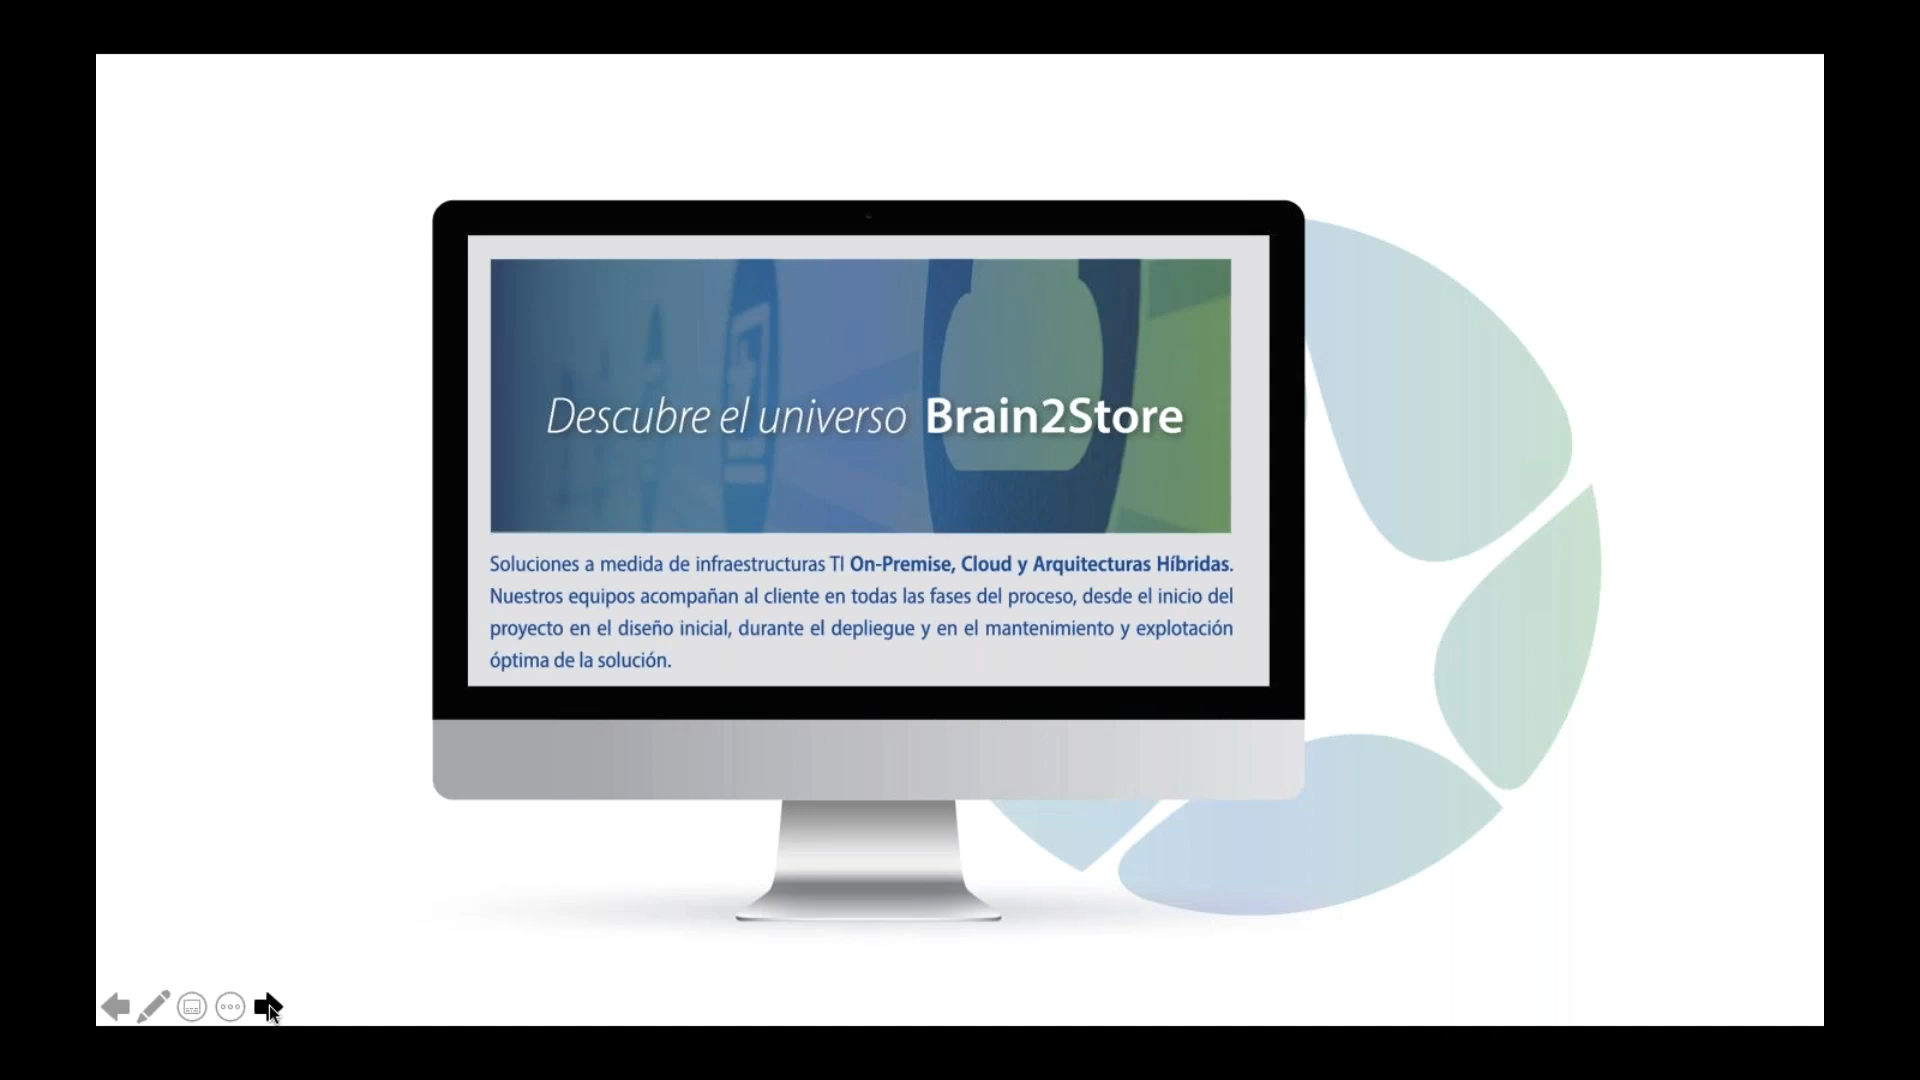 Descubre el universo Brain2Store
Soluciones a medida de infraestructuras TI On-Premise, Cloud y Arquitecturas Híbridas.
Nuestros equipos acompañan al cliente en todas las fases del proceso, desde el inicio del
proyecto en el diseño inicial, durante el depliegue y en el mantenimiento y explotación
óptima de la solución.